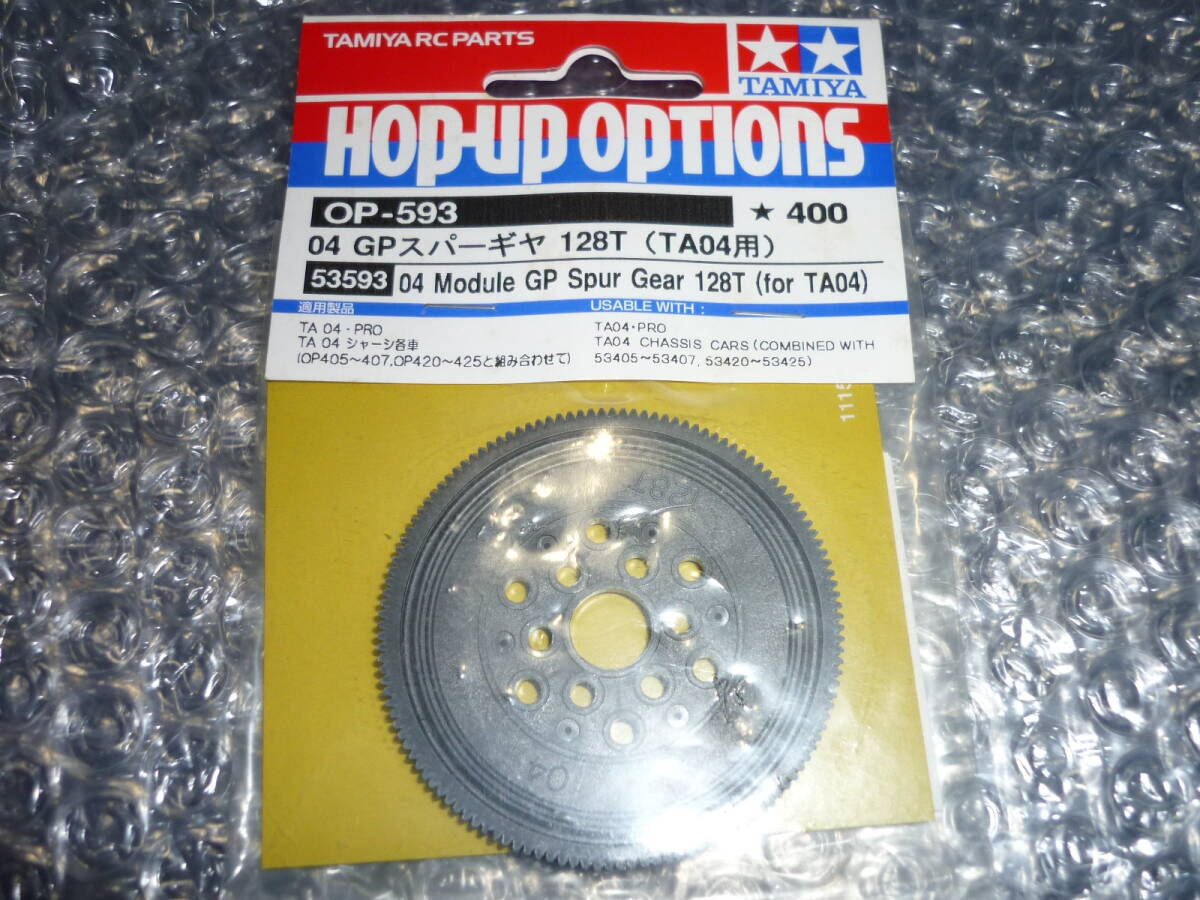 TAMIYA RC PARTS
TAMIYA
HOP-UP OPTIONS
OP-593
★ 400
04 GPスパーギヤ 128T (TA04用)
53593 04 Module GP Spur Gear 128T (for TA04)
適用製品
TA 04・PRO
TA 04 シャーシ各車
(OP405〜407,OP420〜425と組み合わせて)
USABLE WITH :
TA04・PRO
TA04 CHASSIS CARS (COMBINED WITH
53405〜53407, 53420〜53425)
1115
128T
04